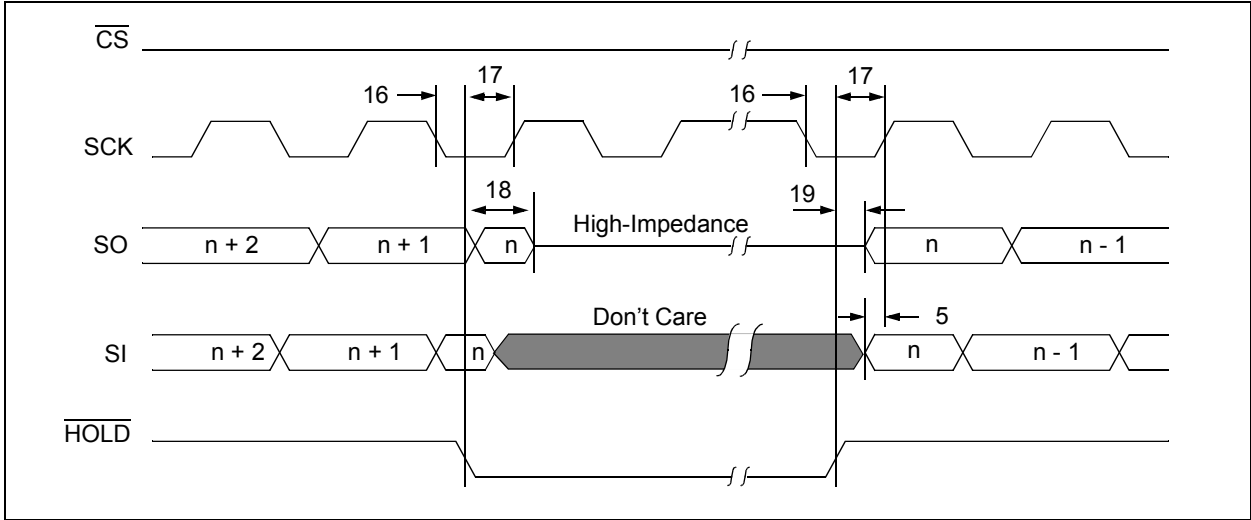 CS
17
17
16
16
SCK
18
19
High-Impedance
SO
n + 2
n + 1
n
n
n - 1
Don't Care
5
SI
n + 2
n + 1
n
n
n - 1
HOLD